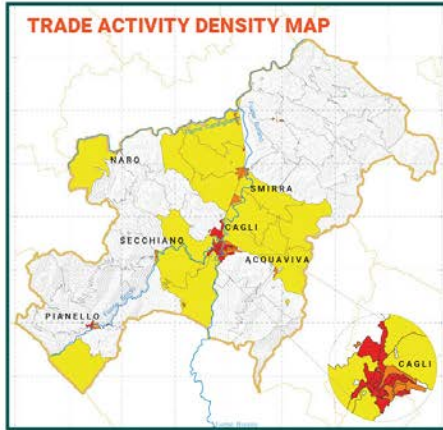 TRADE ACTIVITY DENSITY MAP
NARO
SMIRRA
CAGLI
SECCHIANO
ACQUAVIVA
PIANELLO
CAGLI